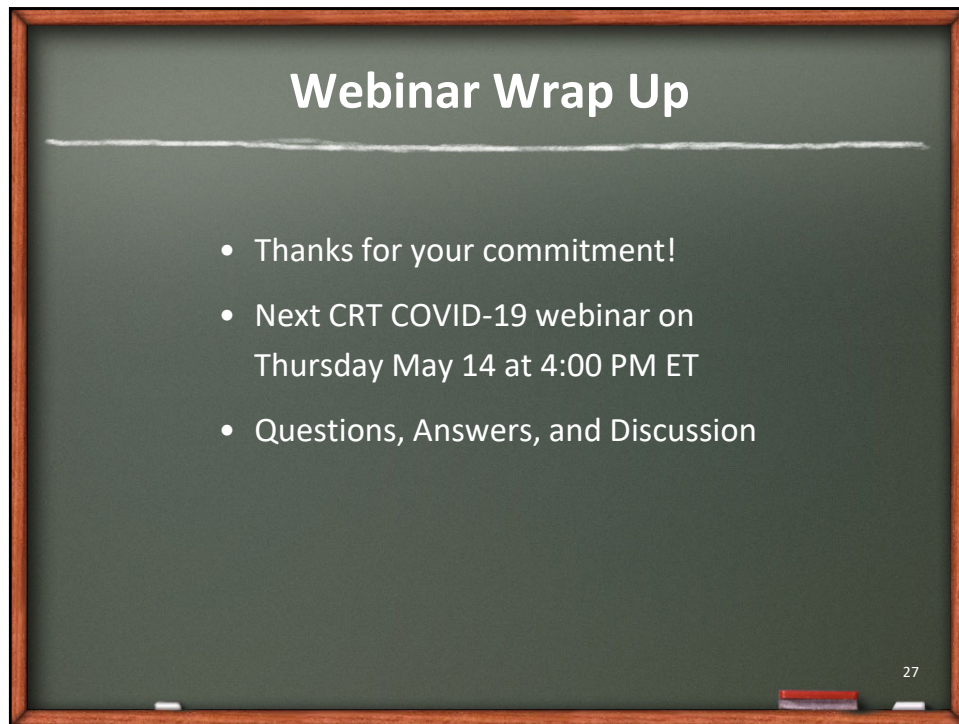 Webinar Wrap Up
• Thanks for your commitment!
• Next CRT COVID-19 webinar on
Thursday May 14 at 4:00 PM ET
• Questions, Answers, and Discussion
27